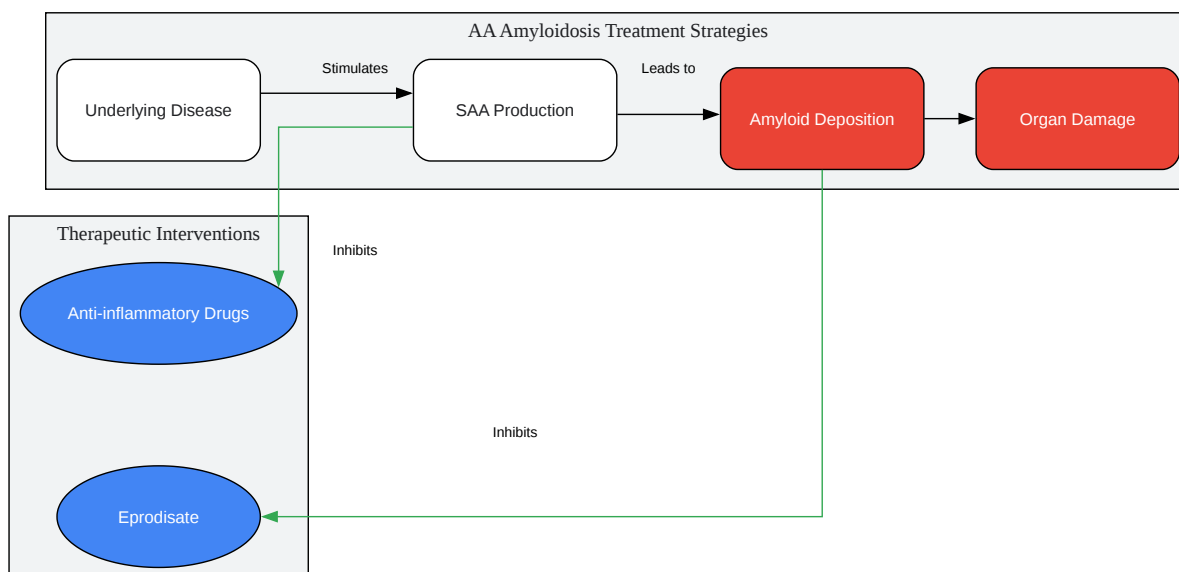 AA Amyloidosis Treatment Strategies
Stimulates
Leads to
Underlying Disease
SAA Production
Amyloid Deposition
Organ Damage
Therapeutic Interventions
Inhibits
Anti-inflammatory Drugs
Inhibits
Eprodisate